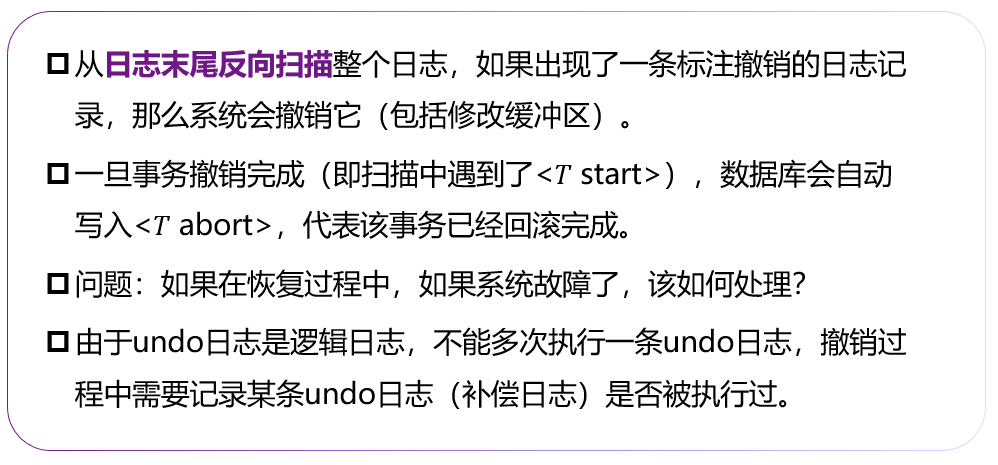 从日志末尾反向扫描整个日志，如果出现了一条标注撤销的日志记
录，那么系统会撤销它（包括修改缓冲区）。
一旦事务撤销完成（即扫描中遇到了<T start>），数据库会自动
写入<T abort>，代表该事务已经回滚完成。
问题：如果在恢复过程中，如果系统故障了，该如何处理？
由于undo日志是逻辑日志，不能多次执行一条undo日志，撤销过
程中需要记录某条undo日志（补偿日志）是否被执行过。